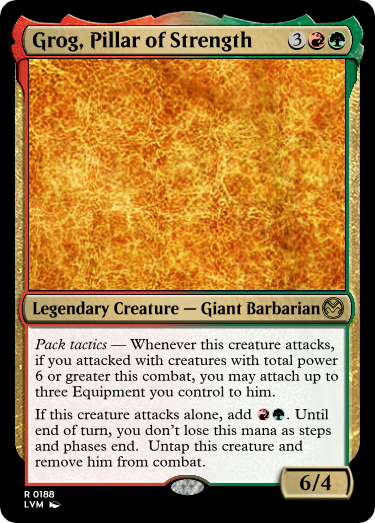 Grog, Pillar of Strength 3
Legendary Creature — Giant Barbarian
Pack tactics — Whenever this creature attacks,
if you attacked with creatures with total power
6 or greater this combat, you may attach up to
three Equipment you control to him.
If this creature attacks alone, add . Until
end of turn, you don't lose this mana as steps
and phases end.  Untap this creature and
remove him from combat.
6/4
R 0188
LVM